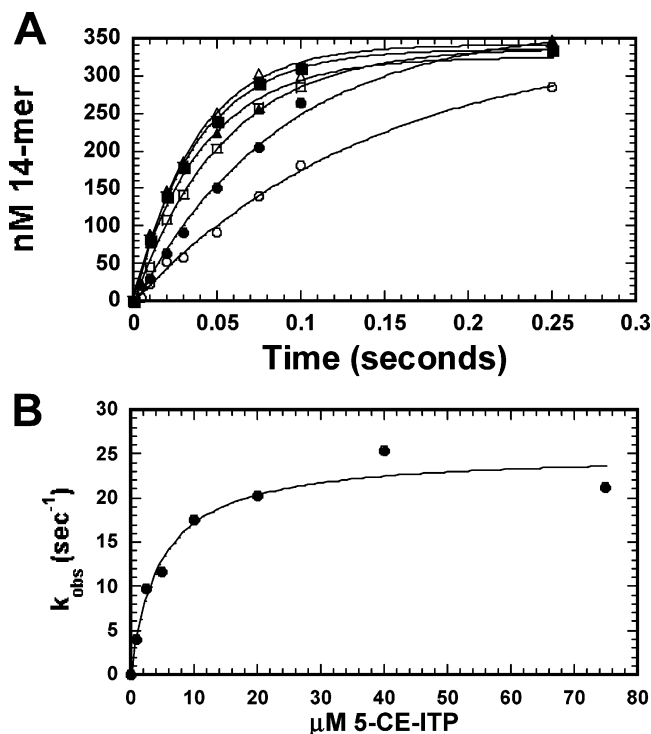 A
350
300
250
200
150
100
50
0
nM 14-mer
0 0.05 0.1 0.15 0.2 0.25 0.3
Time (seconds)
B
30
25
20
15
10
5
0
kobs (sec-1)
0 10 20 30 40 50 60 70 80
μM 5-CE-ITP